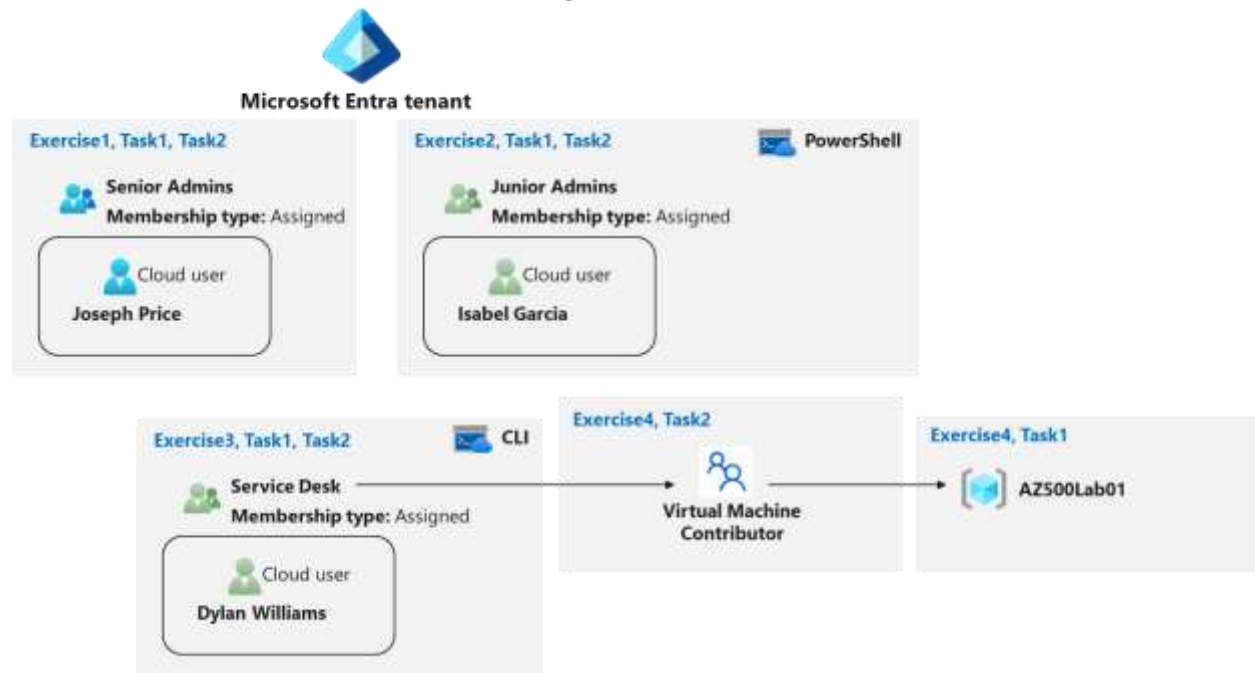 Microsoft Entra tenant
Exercise1, Task1, Task2
Senior Admins
Membership type: Assigned
Cloud user
Joseph Price
Exercise2, Task1, Task2
PowerShell
Junior Admins
Membership type: Assigned
Cloud user
Isabel Garcia
Exercise3, Task1, Task2
CLI
Service Desk
Membership type: Assigned
Cloud user
Dylan Williams
Exercise4, Task2
Virtual Machine
Contributor
Exercise4, Task1
AZ500Lab01